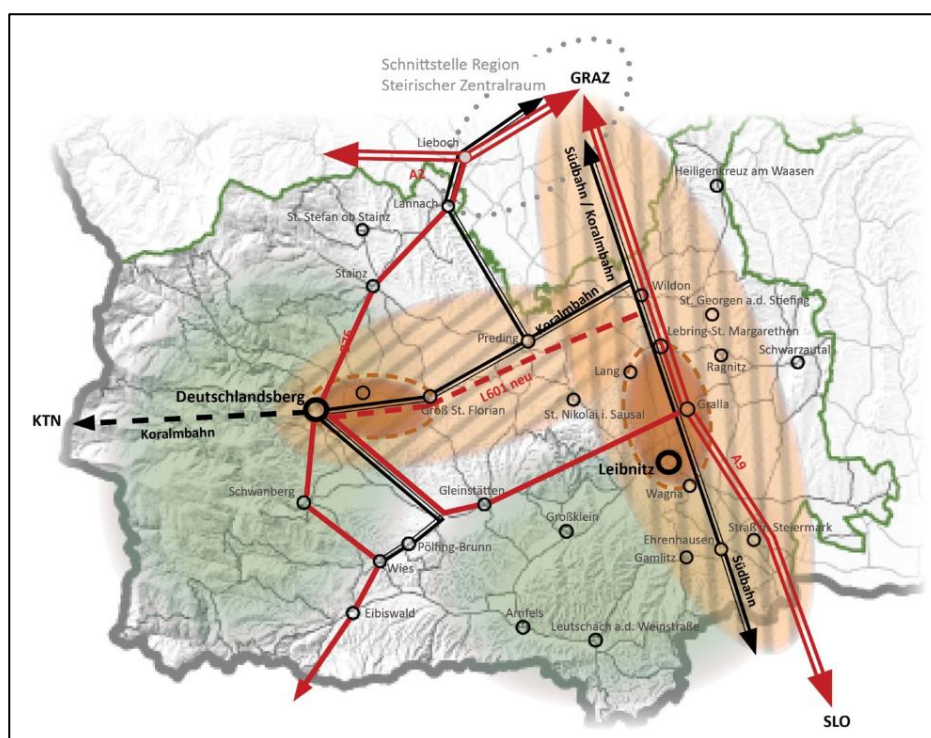 Schnittstelle Region
Steirischer Zentralraum
GRAZ
Lieboch
A2
Südbahn / Koralmbahn
Heiligenkreuz am Waasen
Lannach
St. Stefan ob Stainz
Stainz
Wildon
St. Georgen a.d. Stiefing
Koralmbahn
Preding
Lebring-St. Margarethen
Ragnitz
Schwarzautal
B76
Lang
L601 neu
Deutschlandsberg
Groß St. Florian
St. Nikolai i. Sausal
Gralla
KTN
Koralmbahn
A9
Leibnitz
Schwanberg
Gleinstätten
Wagna
Großklein
Straß in Steiermark
Ehrenhausen
Pölfing-Brunn
Gamlitz
Wies
Südbahn
Eibiswald
Arnfels
Leutschach a.d. Weinstraße
SLO